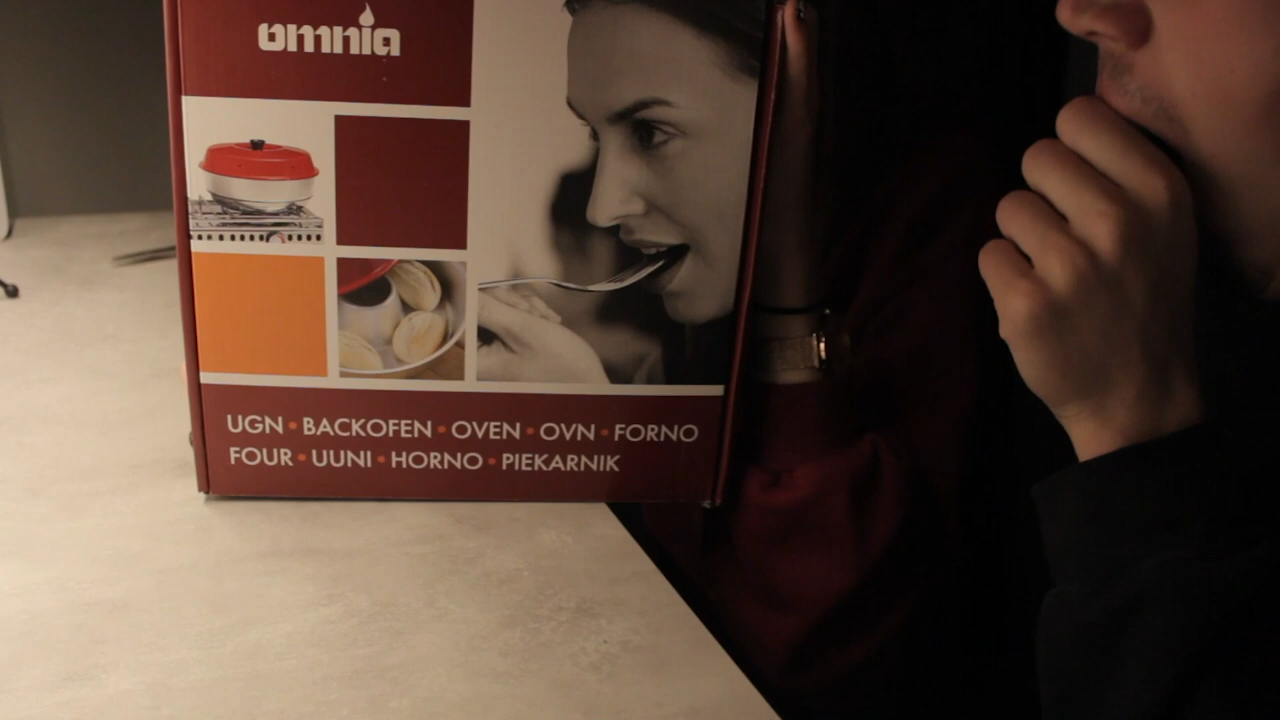 omnia
UGN • BACKOFEN • OVEN • OVN • FORNO
FOUR • UUNI • HORNO • PIEKARNIK